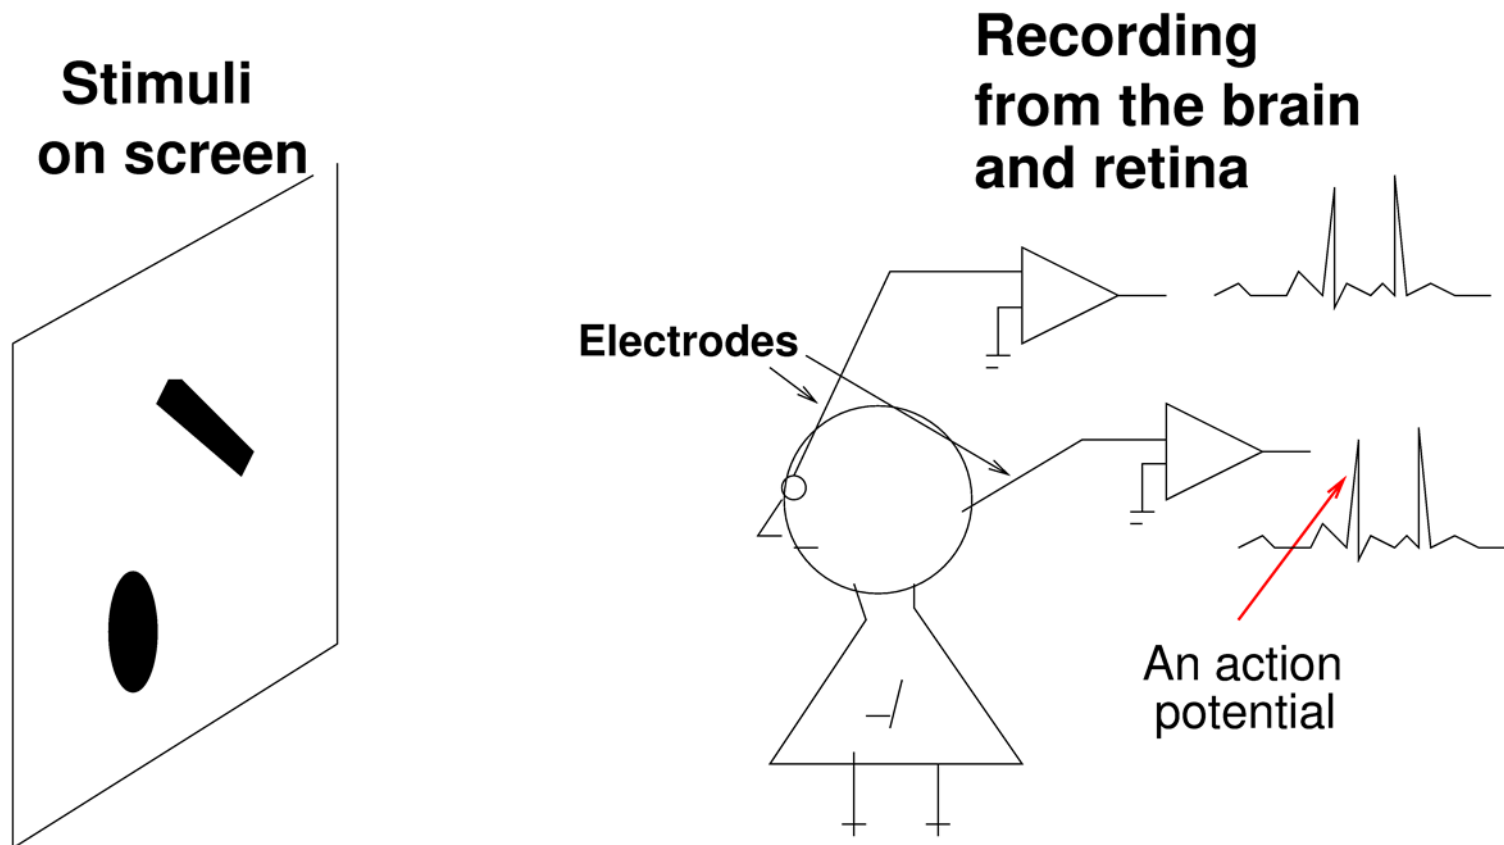 Stimuli
on screen
Recording
from the brain
and retina
Electrodes
An action
potential